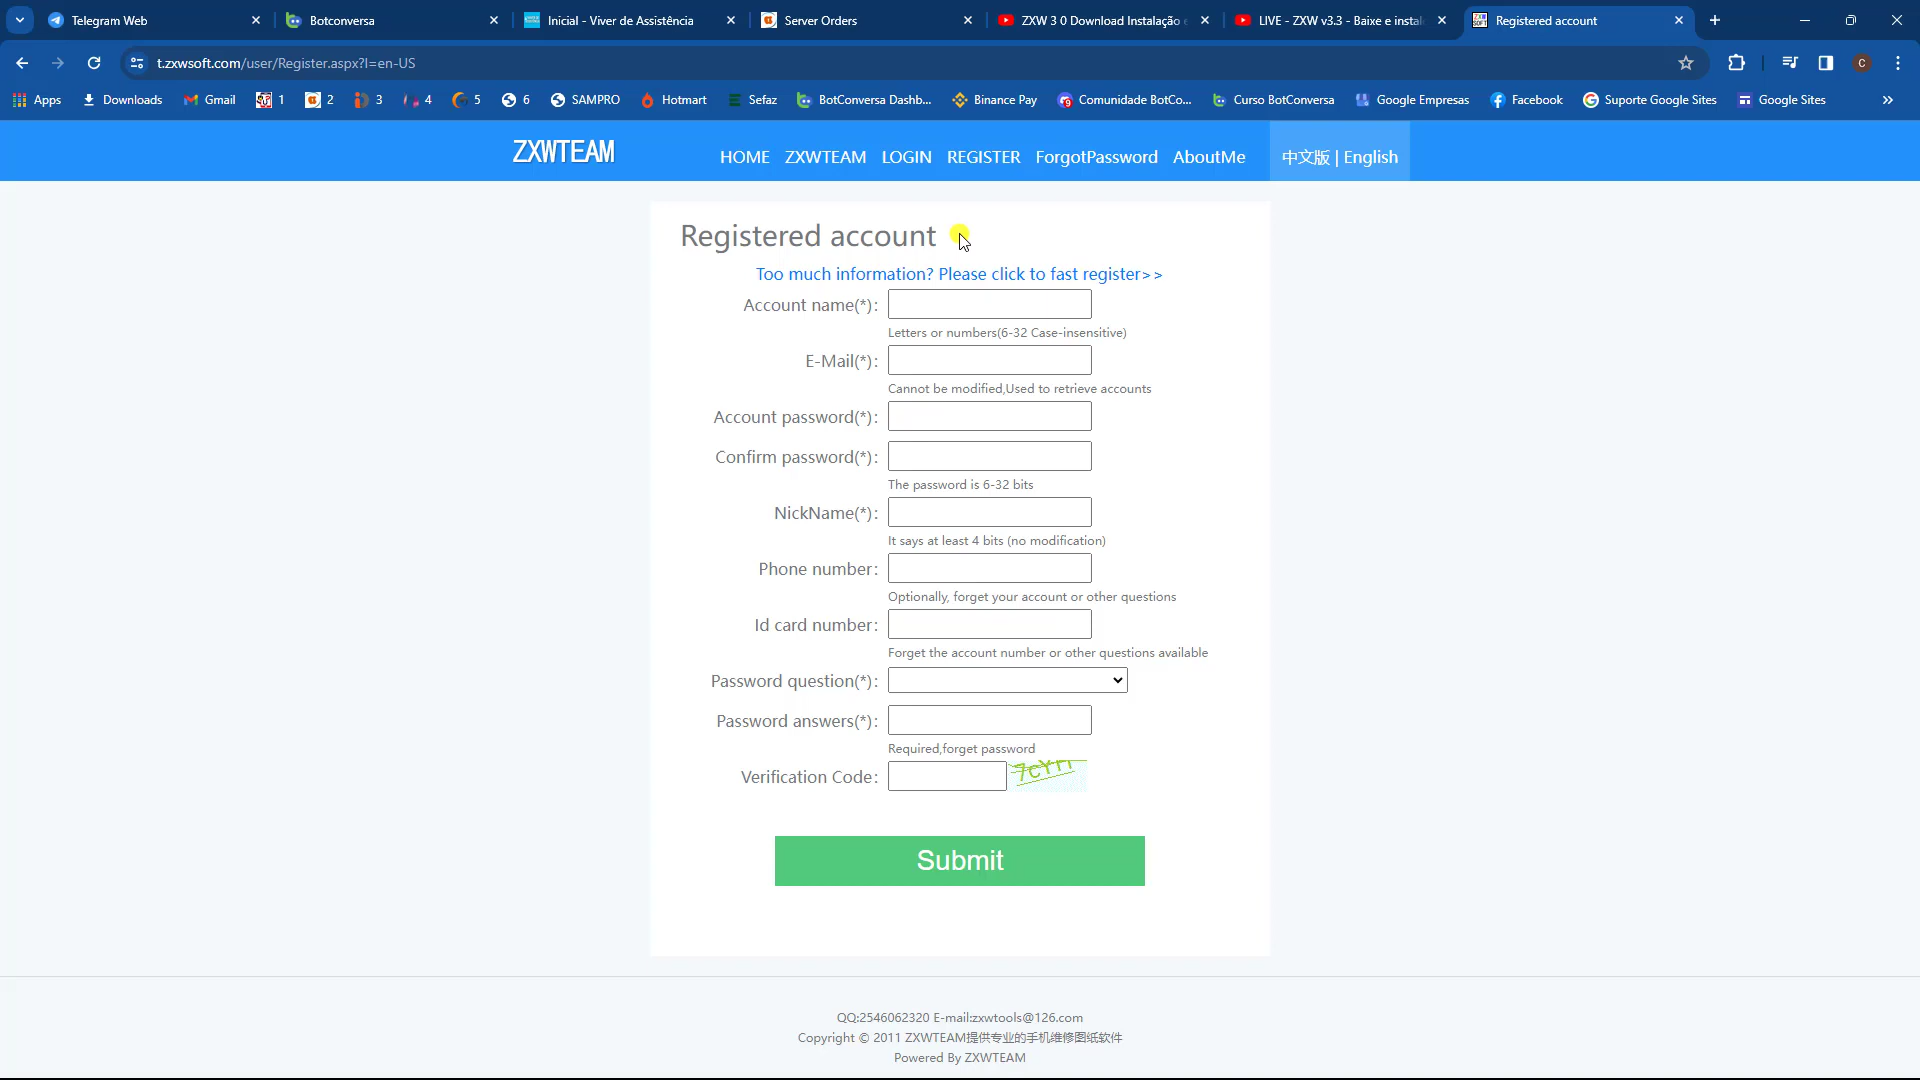 Telegram Web
Botconversa
Inicial - Viver de Assistência
Server Orders
ZXW 3 0 Download Instalação
LIVE - ZXW v3.3 - Baixe e instal
Registered account
t.zxwsoft.com/user/Register.aspx?l=en-US
C
Apps
Downloads
Gmail
1
2
3
4
5
6
SAMPRO
Hotmart
Sefaz
BotConversa Dashb...
Binance Pay
Comunidade BotCo...
Curso BotConversa
Google Empresas
Facebook
Suporte Google Sites
Google Sites
ZXWTEAM
HOME ZXWTEAM LOGIN REGISTER ForgotPassword AboutMe
中文版 | English
Registered account
Too much information? Please click to fast register>>
Account name(*):
Letters or numbers(6-32 Case-insensitive)
E-Mail(*):
Cannot be modified,Used to retrieve accounts
Account password(*):
Confirm password(*):
The password is 6-32 bits
NickName(*):
It says at least 4 bits (no modification)
Phone number:
Optionally, forget your account or other questions
Id card number:
Forget the account number or other questions available
Password question(*):
Password answers(*):
Required,forget password
Verification Code:
Submit
QQ:2546062320 E-mail:zxwtools@126.com
Copyright © 2011 ZXWTEAM提供专业的手机维修图纸软件
Powered By ZXWTEAM